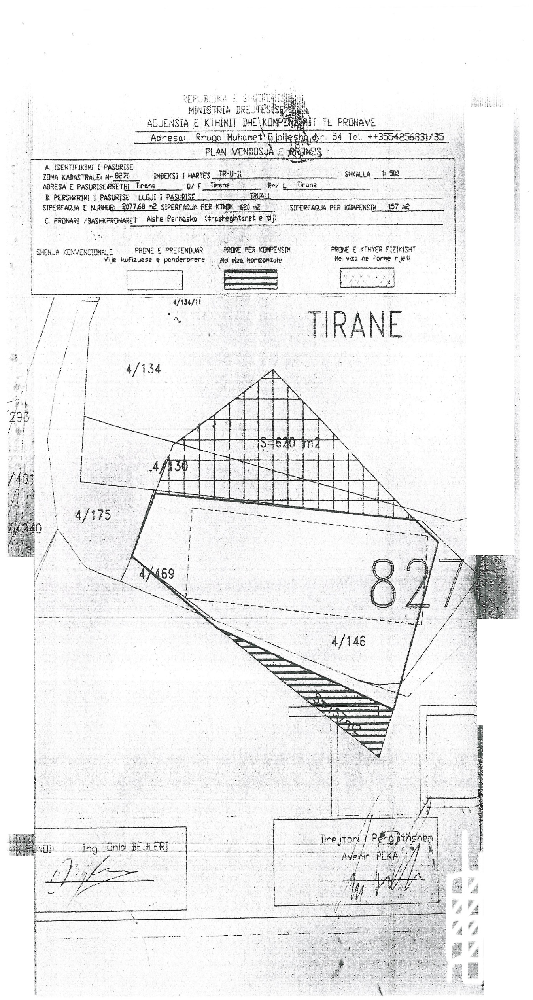 REPUBLIKA E SHQIPERISE
MINISTRIA DREJTESISE
AGJENSIA E KTHIMIT DHE KOMPENZIMIT TE PRONAVE
Adresa: Rruga Muhamet Gjollesha Nr. 54 Tel. ++3554256831/35
PLAN VENDOSJA E PRONES
A. IDENTIFIKIMI I PASURISE:
ZONA KADASTRALE: Nr 8270 INDEKSI I HARTES TR-U-11 SHKALLA 1: 500
ADRESA E PASURISE:RRETHI Tirane Q/ F. Tirane Rr/ L. Tirane
B. PERSHKRIMI I PASURISE: LLOJI I PASURISE TRUALL
SIPERFAQJA E NJOHUR: 2077.68 m2 SIPERFAQJA PER KTHIM 620 m2 SIPERFAQJA PER KOMPENSIM 157 m2
C. PRONARI /BASHKPRONARET Aishe Pernaska (trashegimtaret e tij)
SHENJA KONVENCIONALE PRONE E PRETENDUAR PRONE PER KOMPENSIM PRONE E KTHYER FIZIKISHT
Vije kufizuese e panderprere Me viza horizontale Me viza ne forme rjeti
4/134/11
TIRANE
4/134
293
S=620 m2
4/130
/401
4/175
240
827
4/469
4/146
PUNOI: Ing BEJLERI
Drejtori Pergjithshem
Avenir PEKA